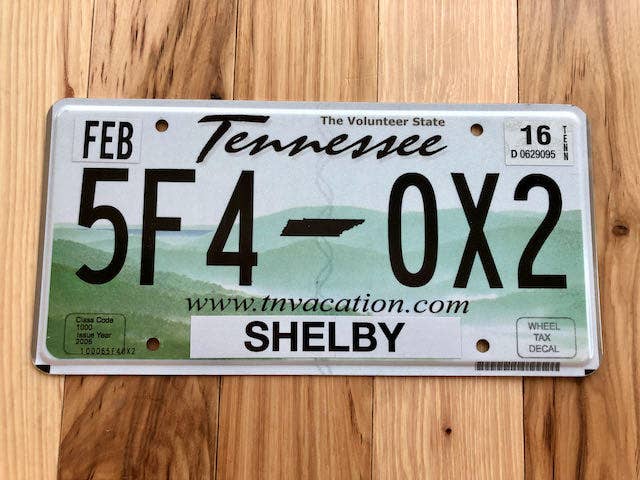 The Volunteer State
FEB
Tennessee
16
TENN
D 0629095
5F4 0X2
www.tnvacation.com
Class Code
1000
Issue Year
2006
100065F40X2
SHELBY
WHEEL
TAX
DECAL